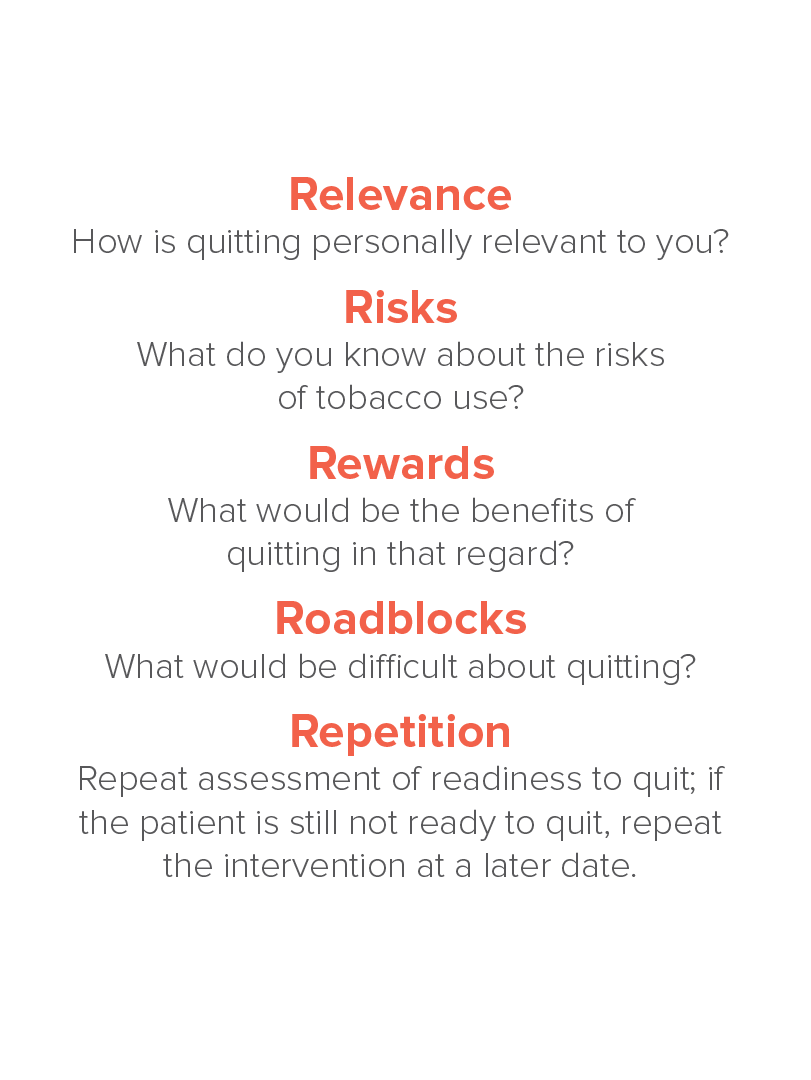 Relevance
How is quitting personally relevant to you?
Risks
What do you know about the risks
of tobacco use?
Rewards
What would be the benefits of
quitting in that regard?
Roadblocks
What would be difficult about quitting?
Repetition
Repeat assessment of readiness to quit; if
the patient is still not ready to quit, repeat
the intervention at a later date.